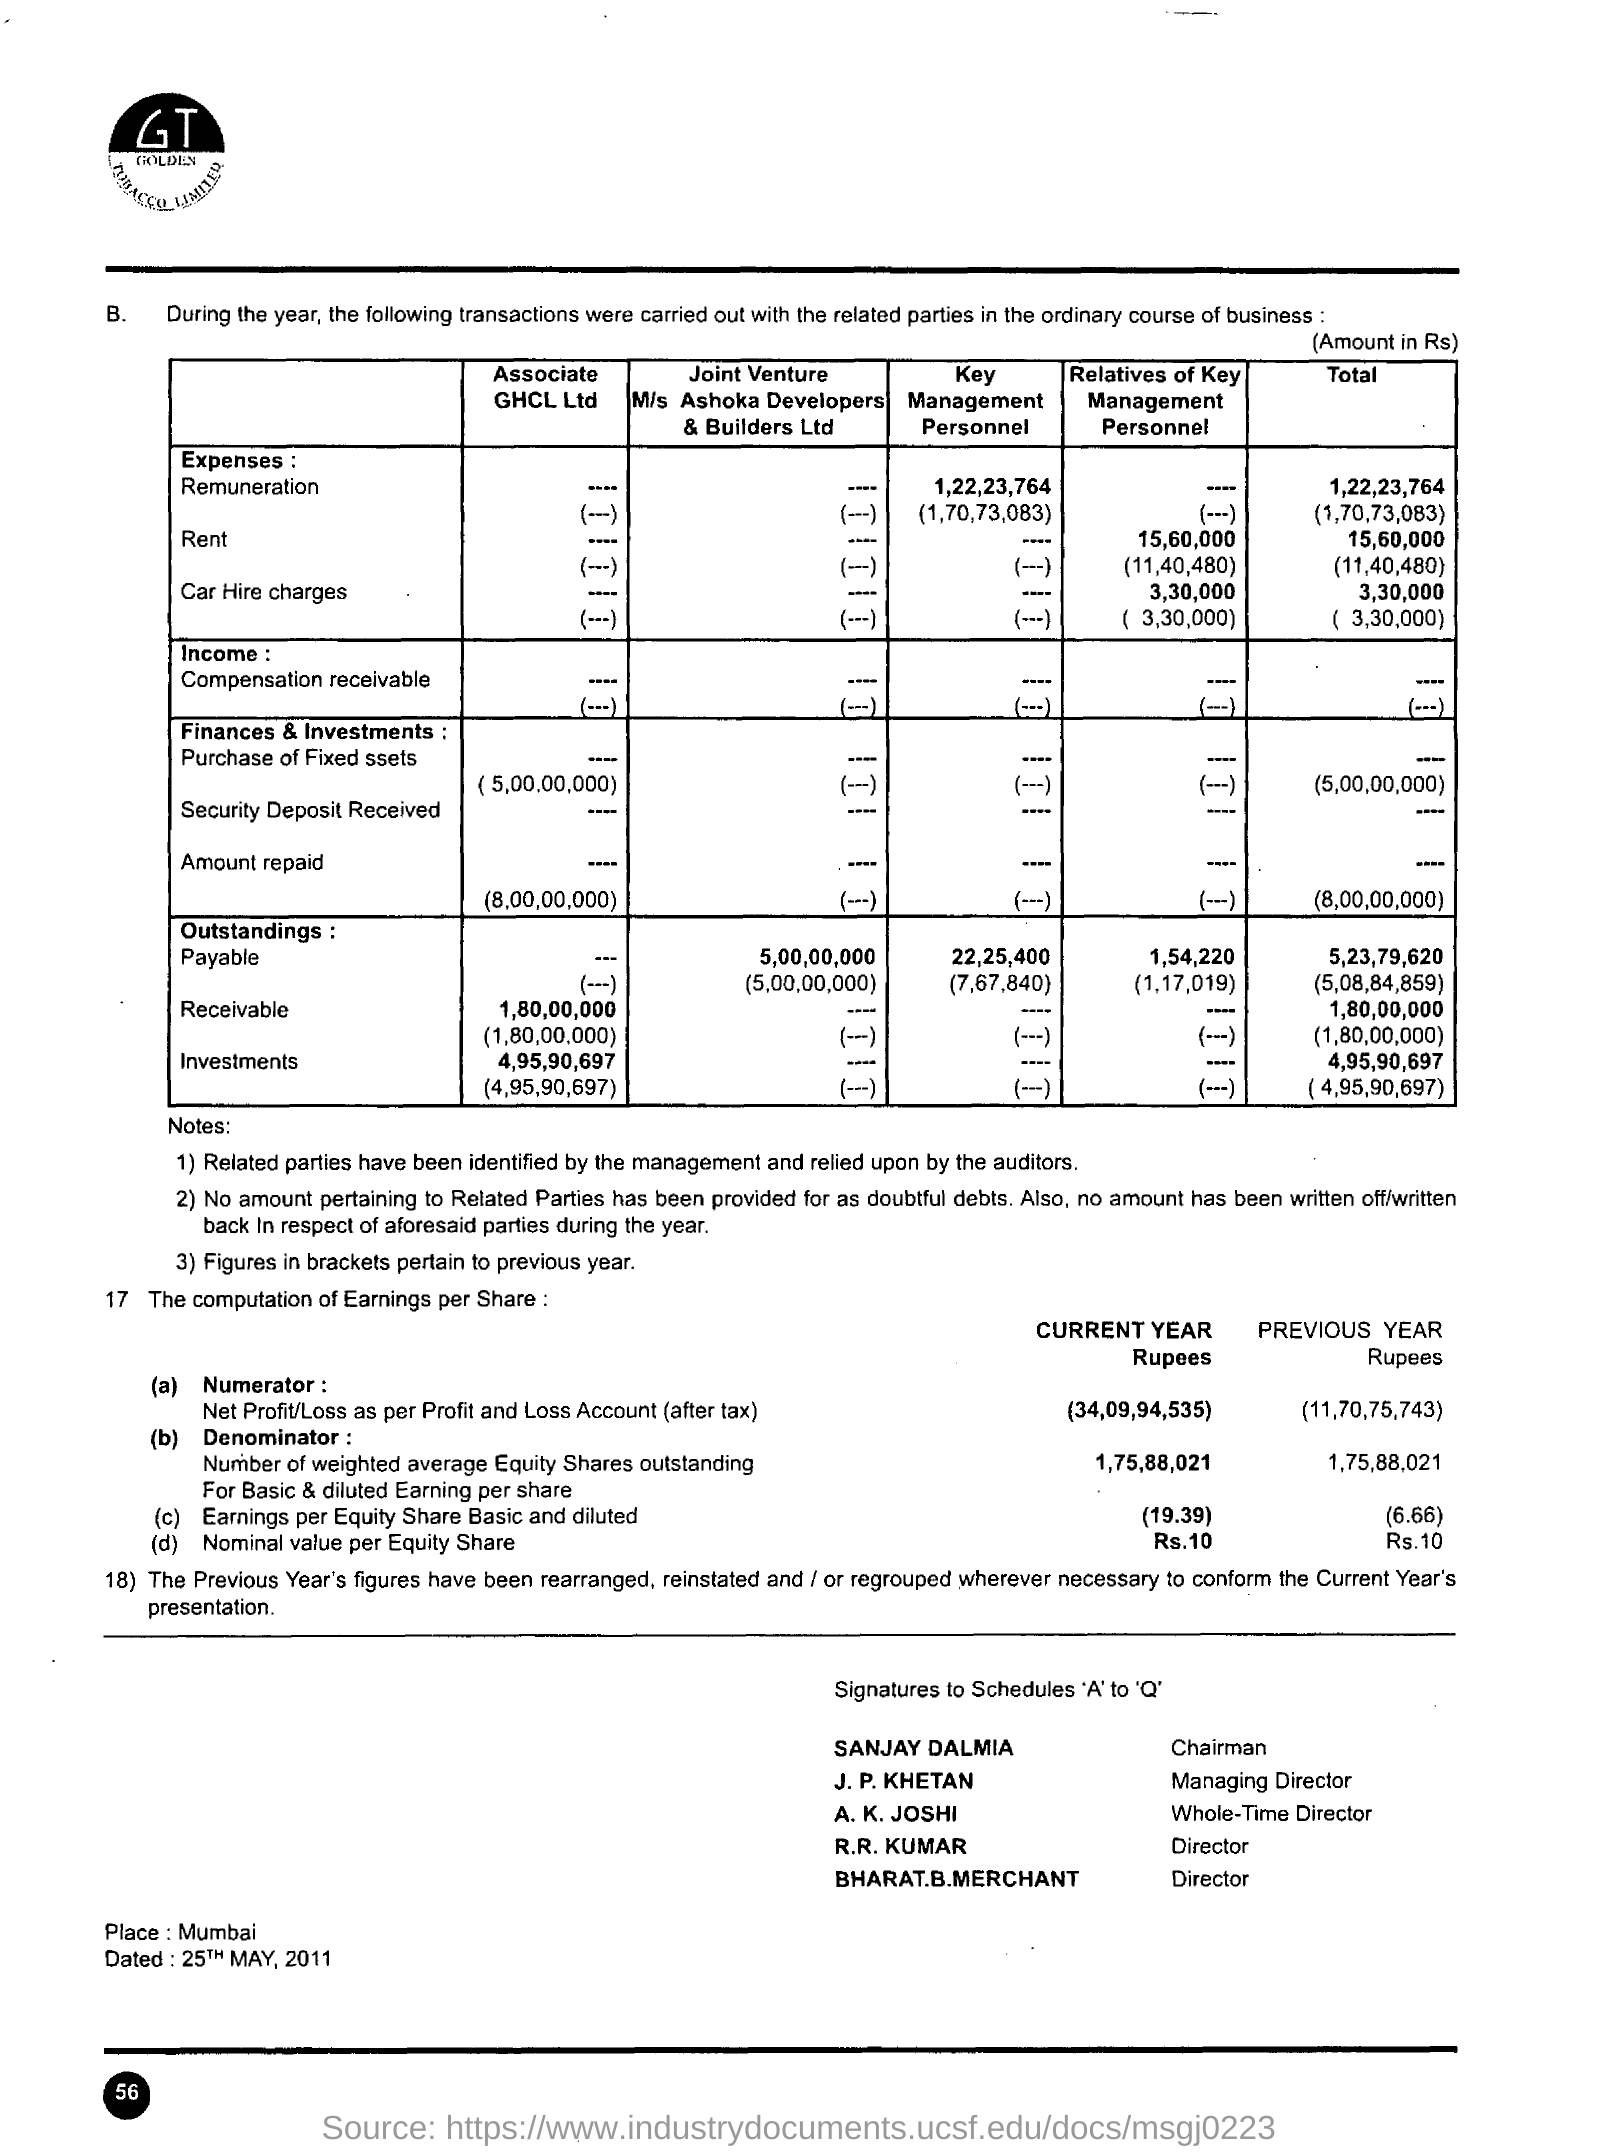 GT
GOLDEN
TOBACCO LIMITED
B. During the year, the following transactions were carried out with the related parties in the ordinary course of business :
(Amount in Rs)
Associate GHCL Ltd | Joint Venture M/s Ashoka Developers & Builders Ltd | Key Management Personnel | Relatives of Key Management Personnel | Total
Expenses :
Remuneration ---- ---- 1,22,23,764 ---- 1,22,23,764
(---) (---) (1,70,73,083) (---) (1,70,73,083)
Rent ---- ---- ---- 15,60,000 15,60,000
(---) (---) (---) (11,40,480) (11,40,480)
Car Hire charges ---- ---- ---- 3,30,000 3,30,000
(---) (---) (---) ( 3,30,000) ( 3,30,000)
Income :
Compensation receivable ---- ---- ---- ---- ----
(---) (---) (---) (---) (---)
Finances & Investments :
Purchase of Fixed ssets ---- ---- ---- ---- ----
( 5,00,00,000) (---) (---) (---) (5,00,00,000)
Security Deposit Received ---- ---- ---- ---- ----
Amount repaid ---- ---- ---- ---- ----
(8,00,00,000) (---) (---) (---) (8,00,00,000)
Outstandings :
Payable --- 5,00,00,000 22,25,400 1,54,220 5,23,79,620
(---) (5,00,00,000) (7,67,840) (1,17,019) (5,08,84,859)
Receivable 1,80,00,000 ---- ---- ---- 1,80,00,000
(1,80,00,000) (---) (---) (---) (1,80,00,000)
Investments 4,95,90,697 ---- ---- ---- 4,95,90,697
(4,95,90,697) (---) (---) (---) ( 4,95,90,697)
Notes:
1) Related parties have been identified by the management and relied upon by the auditors.
2) No amount pertaining to Related Parties has been provided for as doubtful debts. Also, no amount has been written off/written
back In respect of aforesaid parties during the year.
3) Figures in brackets pertain to previous year.
17 The computation of Earnings per Share :
CURRENT YEAR PREVIOUS YEAR
Rupees Rupees
(a) Numerator :
Net Profit/Loss as per Profit and Loss Account (after tax) (34,09,94,535) (11,70,75,743)
(b) Denominator :
Number of weighted average Equity Shares outstanding 1,75,88,021 1,75,88,021
For Basic & diluted Earning per share
(c) Earnings per Equity Share Basic and diluted (19.39) (6.66)
(d) Nominal value per Equity Share Rs.10 Rs.10
18) The Previous Year's figures have been rearranged, reinstated and / or regrouped wherever necessary to conform the Current Year's
presentation.
Signatures to Schedules 'A' to 'Q'
SANJAY DALMIA Chairman
J. P. KHETAN Managing Director
A. K. JOSHI Whole-Time Director
R.R. KUMAR Director
BHARAT.B.MERCHANT Director
Place : Mumbai
Dated : 25TH MAY, 2011
56
Source: https://www.industrydocuments.ucsf.edu/docs/msgj0223